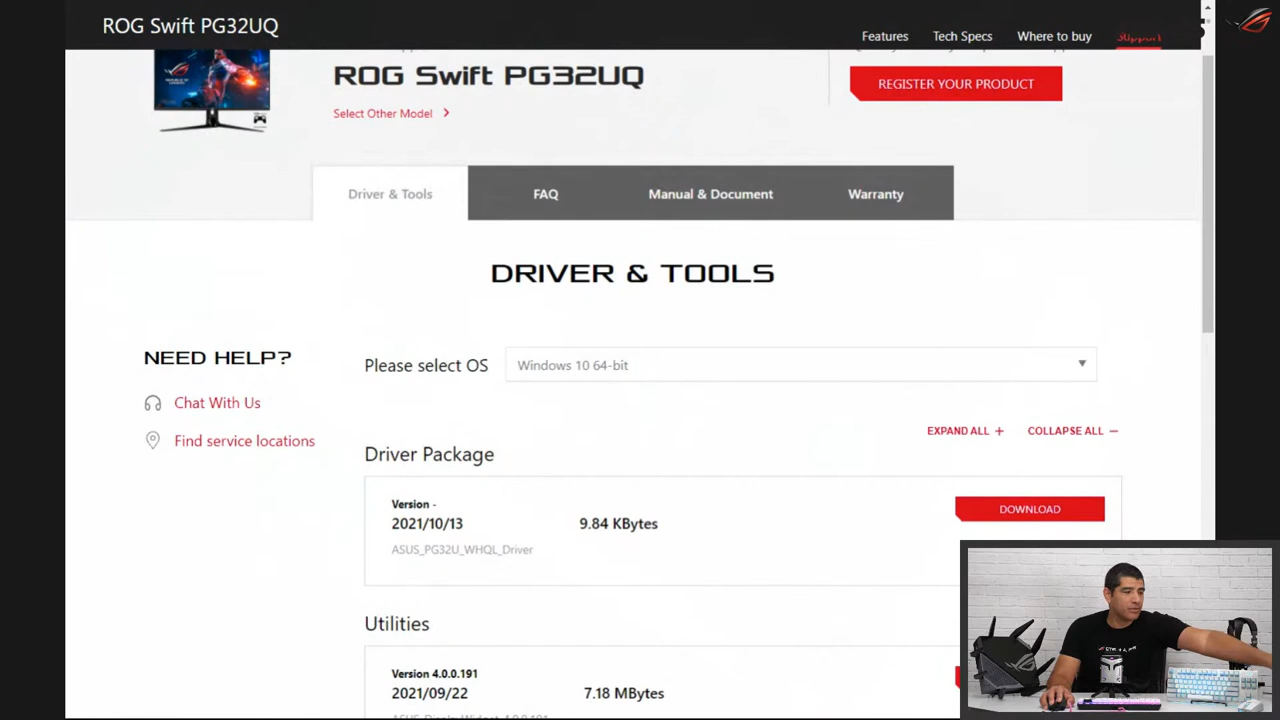 ROG Swift PG32UQ
Features
Tech Specs
Where to buy
Support
ROG Swift PG32UQ
REGISTER YOUR PRODUCT
Select Other Model
Driver & Tools
FAQ
Manual & Document
Warranty
DRIVER & TOOLS
NEED HELP?
Please select OS
Windows 10 64-bit
Chat With Us
Find service locations
EXPAND ALL +
COLLAPSE ALL −
Driver Package
Version -
2021/10/13
9.84 KBytes
DOWNLOAD
ASUS_PG32U_WHQL_Driver
Utilities
Version 4.0.0.191
2021/09/22
7.18 MBytes